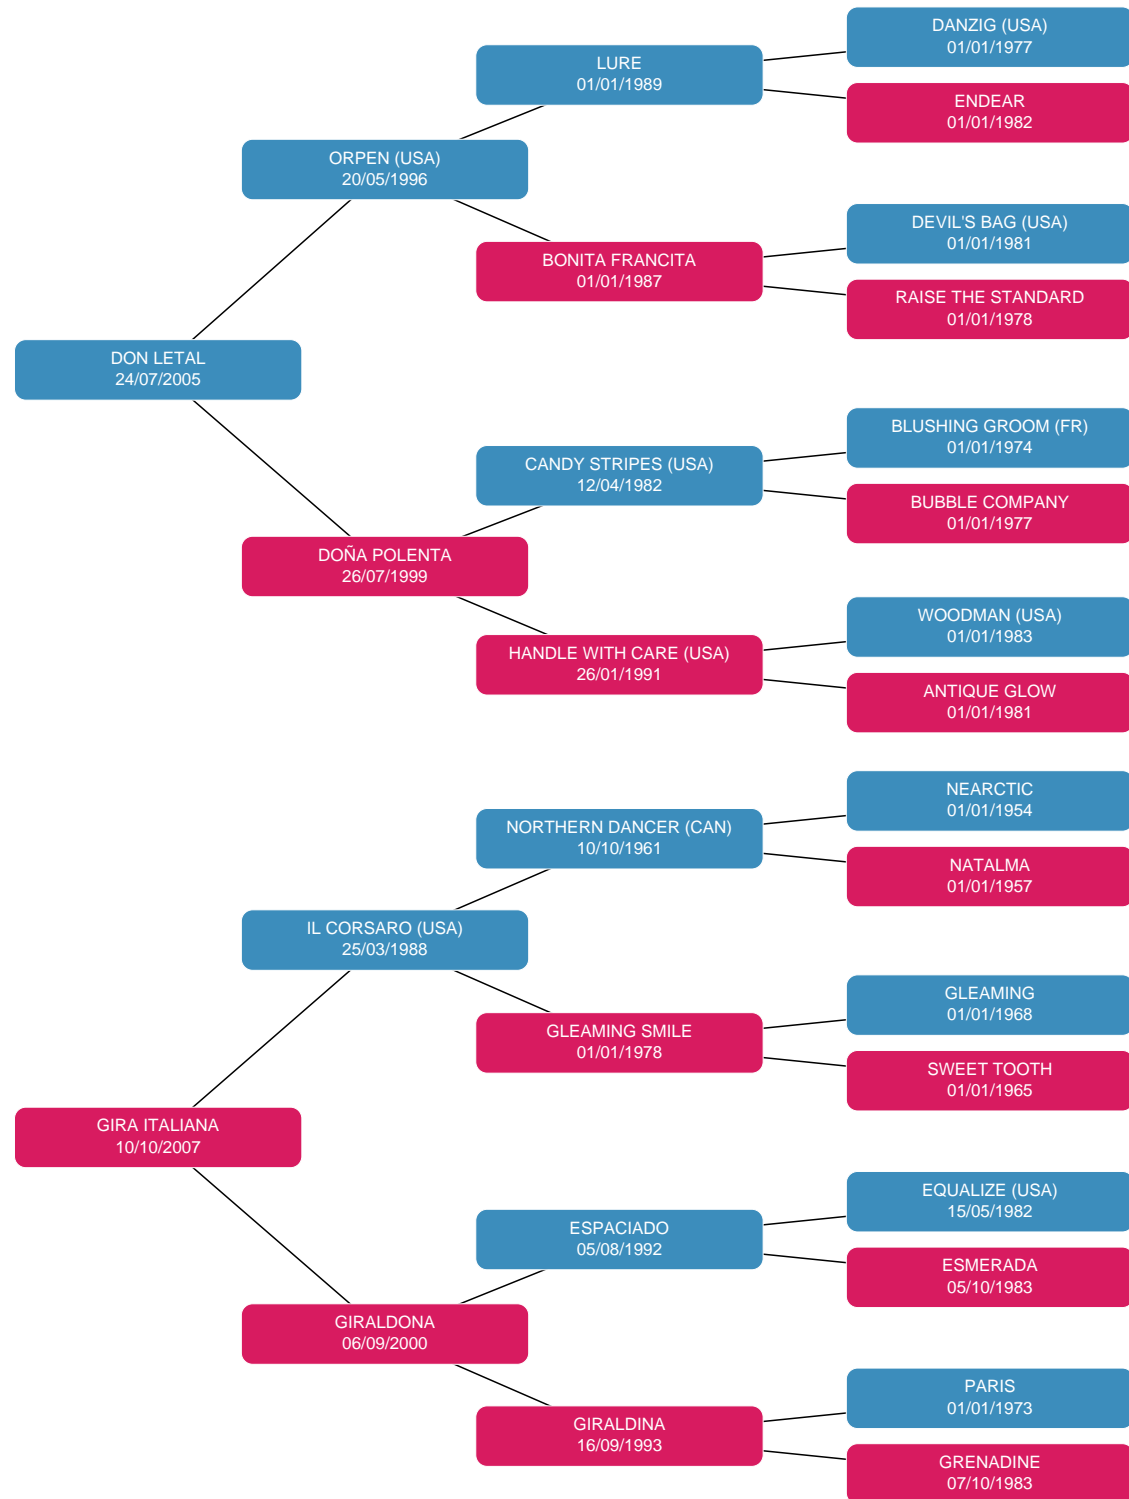 DANZIG (USA)
01/01/1977
LURE
01/01/1989
ENDEAR
01/01/1982
ORPEN (USA)
20/05/1996
DEVIL'S BAG (USA)
01/01/1981
BONITA FRANCITA
01/01/1987
RAISE THE STANDARD
01/01/1978
DON LETAL
24/07/2005
BLUSHING GROOM (FR)
01/01/1974
CANDY STRIPES (USA)
12/04/1982
BUBBLE COMPANY
01/01/1977
DOÑA POLENTA
26/07/1999
WOODMAN (USA)
01/01/1983
HANDLE WITH CARE (USA)
26/01/1991
ANTIQUE GLOW
01/01/1981
NEARCTIC
01/01/1954
NORTHERN DANCER (CAN)
10/10/1961
NATALMA
01/01/1957
IL CORSARO (USA)
25/03/1988
GLEAMING
01/01/1968
GLEAMING SMILE
01/01/1978
SWEET TOOTH
01/01/1965
GIRA ITALIANA
10/10/2007
EQUALIZE (USA)
15/05/1982
ESPACIADO
05/08/1992
ESMERADA
05/10/1983
GIRALDONA
06/09/2000
PARIS
01/01/1973
GIRALDINA
16/09/1993
GRENADINE
07/10/1983